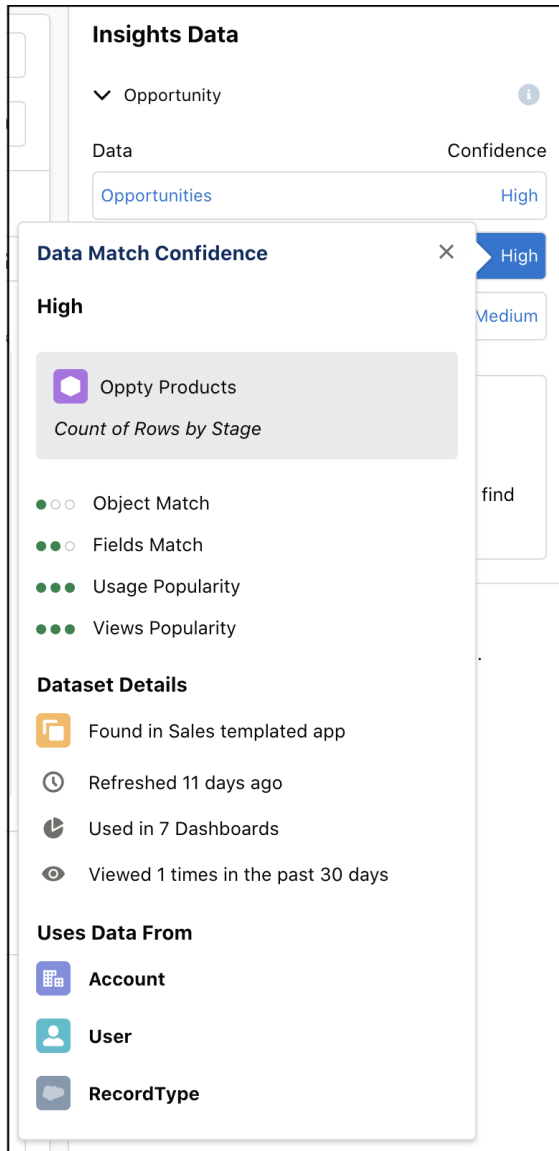 Insights Data
Opportunity
Data Confidence
Opportunities High
High
Medium
find
.
Data Match Confidence
High
Oppty Products
Count of Rows by Stage
Object Match
Fields Match
Usage Popularity
Views Popularity
Dataset Details
Found in Sales templated app
Refreshed 11 days ago
Used in 7 Dashboards
Viewed 1 times in the past 30 days
Uses Data From
Account
User
RecordType